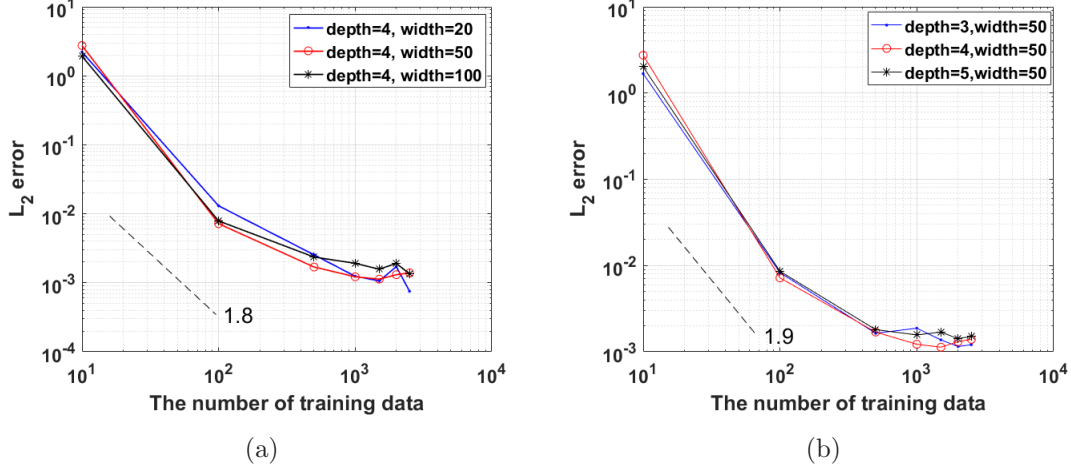 depth=4, width=20
depth=4, width=50
depth=4, width=100
10^1
10^0
10^-1
10^-2
10^-3
10^-4
L_2 error
1.8
10^1 10^2 10^3 10^4
The number of training data
(a)
depth=3,width=50
depth=4,width=50
depth=5,width=50
10^1
10^0
10^-1
10^-2
10^-3
L_2 error
1.9
10^1 10^2 10^3 10^4
The number of training data
(b)